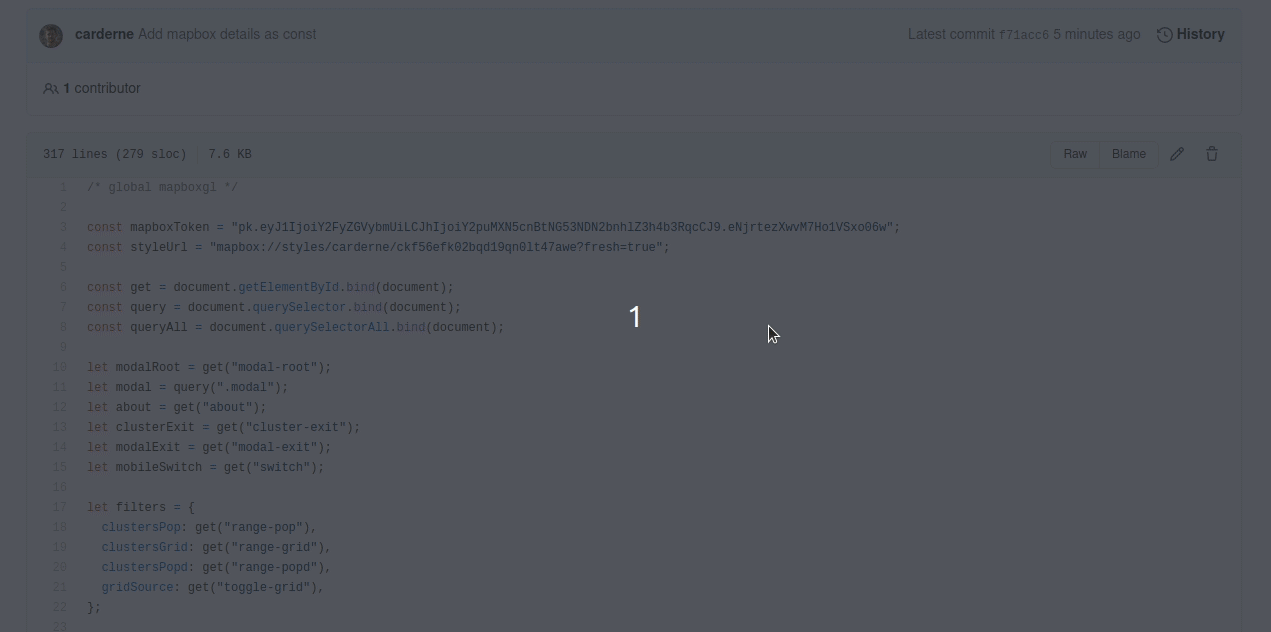 carderne Add mapbox details as const
Latest commit f71acc6 5 minutes ago History
1 contributor
317 lines (279 sloc) 7.6 KB
Raw Blame
1 /* global mapboxgl */
2
3 const mapboxToken = "pk.eyJ1IjoiY2FyZGVybmUiLCJhIjoiY2puMXN5cnBtNG53NDN2bnhlZ3h4b3RqcCJ9.eNjrtezXwvM7Ho1VSxo06w";
4 const styleUrl = "mapbox://styles/carderne/ckf56efk02bqd19qn0lt47awe?fresh=true";
5
6 const get = document.getElementById.bind(document);
7 const query = document.querySelector.bind(document);
8 const queryAll = document.querySelectorAll.bind(document);
1
9
10 let modalRoot = get("modal-root");
11 let modal = query(".modal");
12 let about = get("about");
13 let clusterExit = get("cluster-exit");
14 let modalExit = get("modal-exit");
15 let mobileSwitch = get("switch");
16
17 let filters = {
18 clustersPop: get("range-pop"),
19 clustersGrid: get("range-grid"),
20 clustersPopd: get("range-popd"),
21 gridSource: get("toggle-grid"),
22 };
23